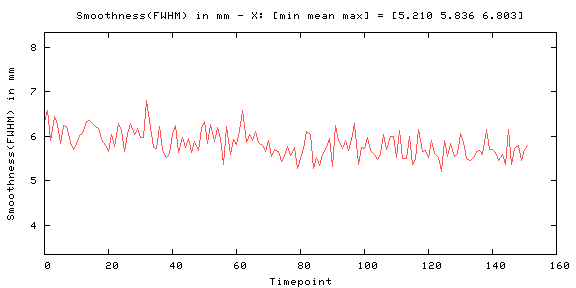 Smoothness(FWHM) in mm - X: [min mean max] = [5.210 5.836 6.803]
Smoothness(FWHM) in mm
8
7
6
5
4
0 20 40 60 80 100 120 140 160
Timepoint